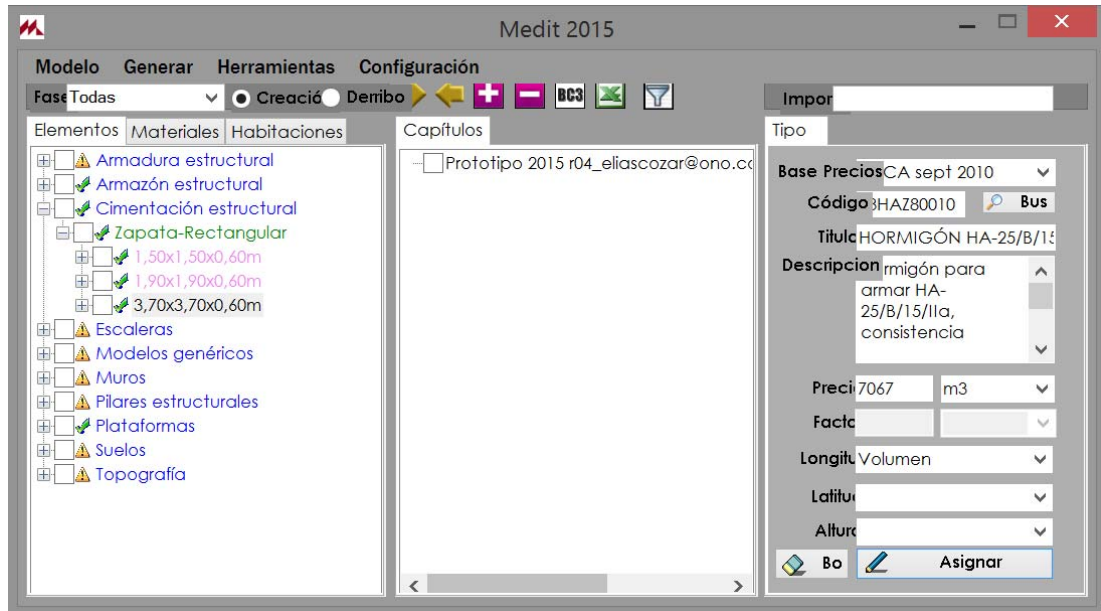 Medit 2015
Modelo Generar Herramientas Configuración
Fase Todas Creació Derribo BC3 Impor
Elementos Materiales Habitaciones Capítulos Tipo
Armadura estructural
Armazón estructural
Cimentación estructural
Zapata-Rectangular
1,50x1,50x0,60m
1,90x1,90x0,60m
3,70x3,70x0,60m
Escaleras
Modelos genéricos
Muros
Pilares estructurales
Plataformas
Suelos
Topografía
Prototipo 2015 r04_eliascozar@ono.co
Base Precios CA sept 2010
Código HAZ80010 Bus
Titulo HORMIGÓN HA-25/B/15
Descripcion rmigón para
armar HA-
25/B/15/IIa,
consistencia
Preci 7067 m3
Facto
Longitu Volumen
Latitu
Altura
Bo Asignar